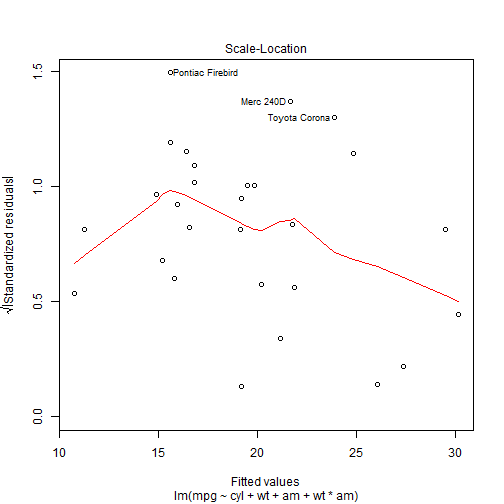 Scale-Location
√|Standardized residuals|
1.5
1.0
0.5
0.0
Pontiac Firebird
Merc 240D
Toyota Corona
10 15 20 25 30
Fitted values
lm(mpg ~ cyl + wt + am + wt * am)